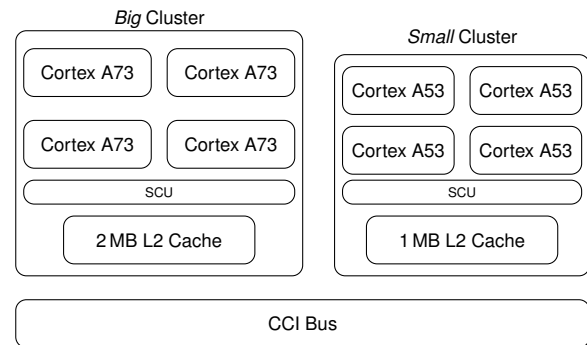 Big Cluster
Cortex A73 Cortex A73
Cortex A73 Cortex A73
SCU
2 MB L2 Cache
Small Cluster
Cortex A53 Cortex A53
Cortex A53 Cortex A53
SCU
1 MB L2 Cache
CCI Bus